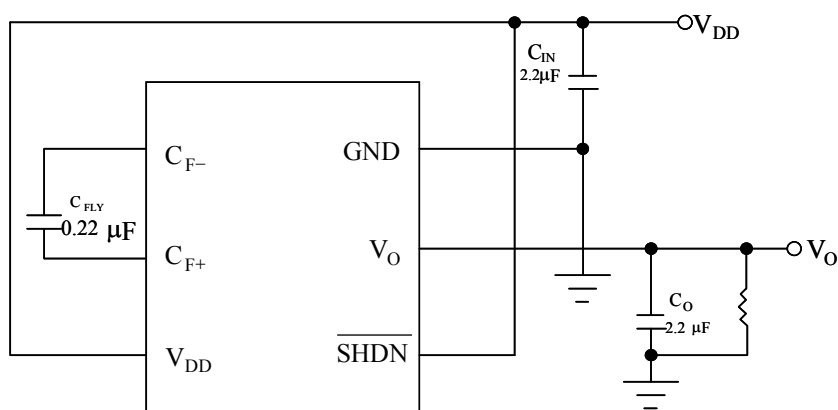 V_DD
C_IN
2.2μF
C_F−
GND
C_FLY
0.22 μF
C_F+
V_O
V_O
C_O
2.2 μF
V_DD
SHDN